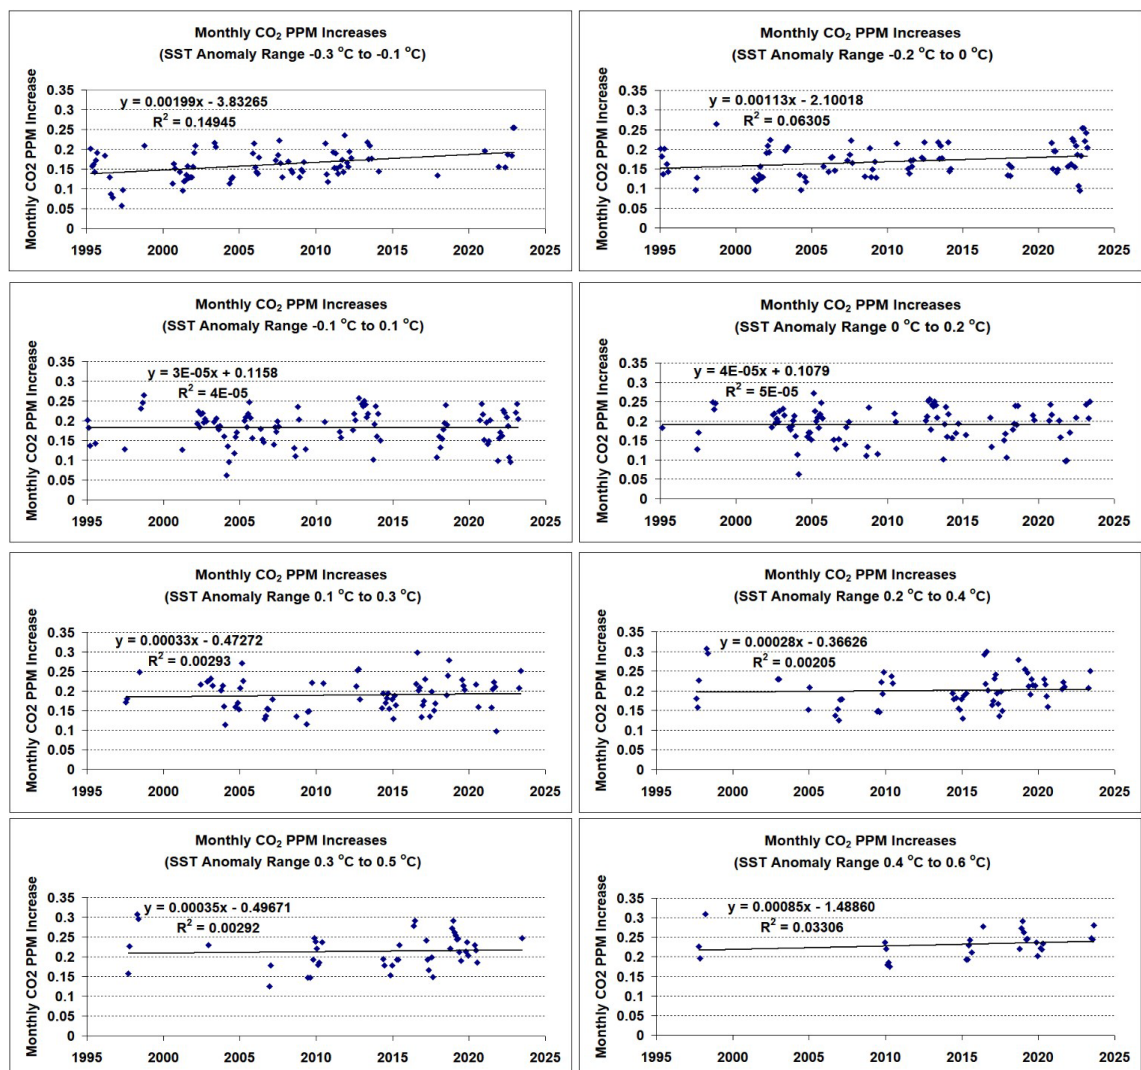 Monthly CO2 PPM Increases
(SST Anomaly Range -0.3 °C to -0.1 °C)
y = 0.00199x - 3.83265
R2 = 0.14945
Monthly CO2 PPM Increase
0.35
0.3
0.25
0.2
0.15
0.1
0.05
0
1995 2000 2005 2010 2015 2020 2025
Monthly CO2 PPM Increases
(SST Anomaly Range -0.2 °C to 0 °C)
y = 0.00113x - 2.10018
R2 = 0.06305
Monthly CO2 PPM Increase
0.35
0.3
0.25
0.2
0.15
0.1
0.05
0
1995 2000 2005 2010 2015 2020 2025
Monthly CO2 PPM Increases
(SST Anomaly Range -0.1 °C to 0.1 °C)
y = 3E-05x + 0.1158
R2 = 4E-05
Monthly CO2 PPM Increase
0.35
0.3
0.25
0.2
0.15
0.1
0.05
0
1995 2000 2005 2010 2015 2020 2025
Monthly CO2 PPM Increases
(SST Anomaly Range 0 °C to 0.2 °C)
y = 4E-05x + 0.1079
R2 = 5E-05
Monthly CO2 PPM Increase
0.35
0.3
0.25
0.2
0.15
0.1
0.05
0
1995 2000 2005 2010 2015 2020 2025
Monthly CO2 PPM Increases
(SST Anomaly Range 0.1 °C to 0.3 °C)
y = 0.00033x - 0.47272
R2 = 0.00293
Monthly CO2 PPM Increase
0.35
0.3
0.25
0.2
0.15
0.1
0.05
0
1995 2000 2005 2010 2015 2020 2025
Monthly CO2 PPM Increases
(SST Anomaly Range 0.2 °C to 0.4 °C)
y = 0.00028x - 0.36626
R2 = 0.00205
Monthly CO2 PPM Increase
0.35
0.3
0.25
0.2
0.15
0.1
0.05
0
1995 2000 2005 2010 2015 2020 2025
Monthly CO2 PPM Increases
(SST Anomaly Range 0.3 °C to 0.5 °C)
y = 0.00035x - 0.49671
R2 = 0.00292
Monthly CO2 PPM Increase
0.35
0.3
0.25
0.2
0.15
0.1
0.05
0
1995 2000 2005 2010 2015 2020 2025
Monthly CO2 PPM Increases
(SST Anomaly Range 0.4 °C to 0.6 °C)
y = 0.00085x - 1.48860
R2 = 0.03306
Monthly CO2 PPM Increase
0.35
0.3
0.25
0.2
0.15
0.1
0.05
0
1995 2000 2005 2010 2015 2020 2025